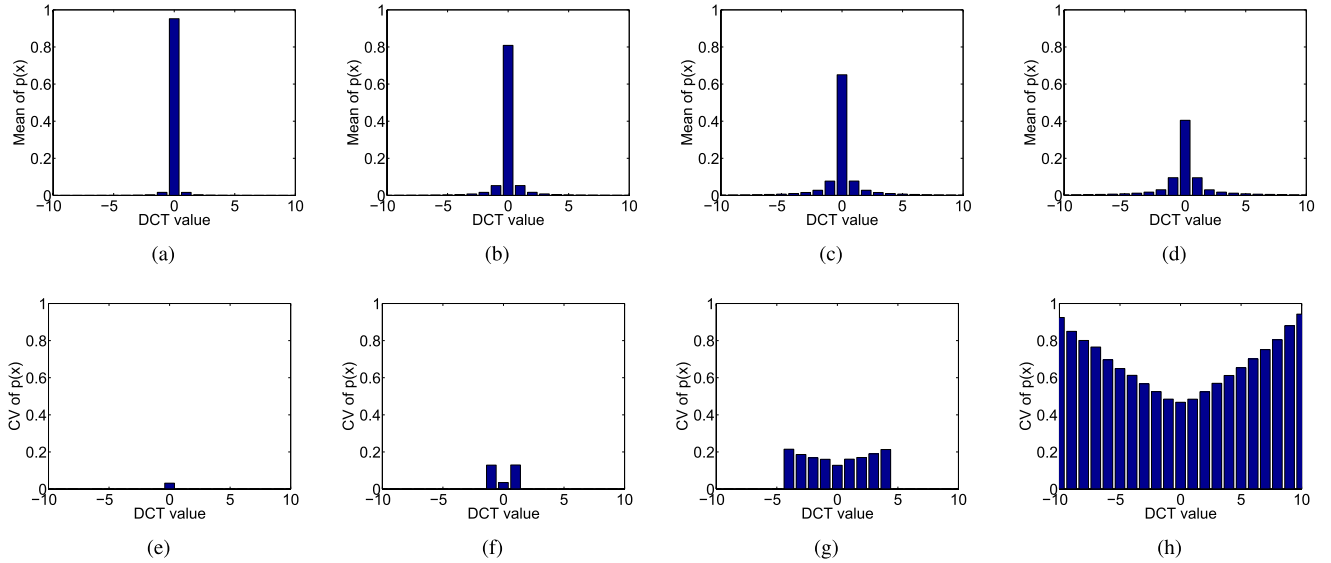 1 1 1 1
0.8 0.8 0.8 0.8
Mean of p(x) Mean of p(x) Mean of p(x) Mean of p(x)
0.6 0.6 0.6 0.6
0.4 0.4 0.4 0.4
0.2 0.2 0.2 0.2
0 0 0 0
−10 −5 0 5 10 −10 −5 0 5 10 −10 −5 0 5 10 −10 −5 0 5 10
DCT value DCT value DCT value DCT value
(a) (b) (c) (d)
1 1 1 1
0.8 0.8 0.8 0.8
CV of p(x) CV of p(x) CV of p(x) CV of p(x)
0.6 0.6 0.6 0.6
0.4 0.4 0.4 0.4
0.2 0.2 0.2 0.2
0 0 0 0
−10 −5 0 5 10 −10 −5 0 5 10 −10 −5 0 5 10 −10 −5 0 5 10
DCT value DCT value DCT value DCT value
(e) (f) (g) (h)